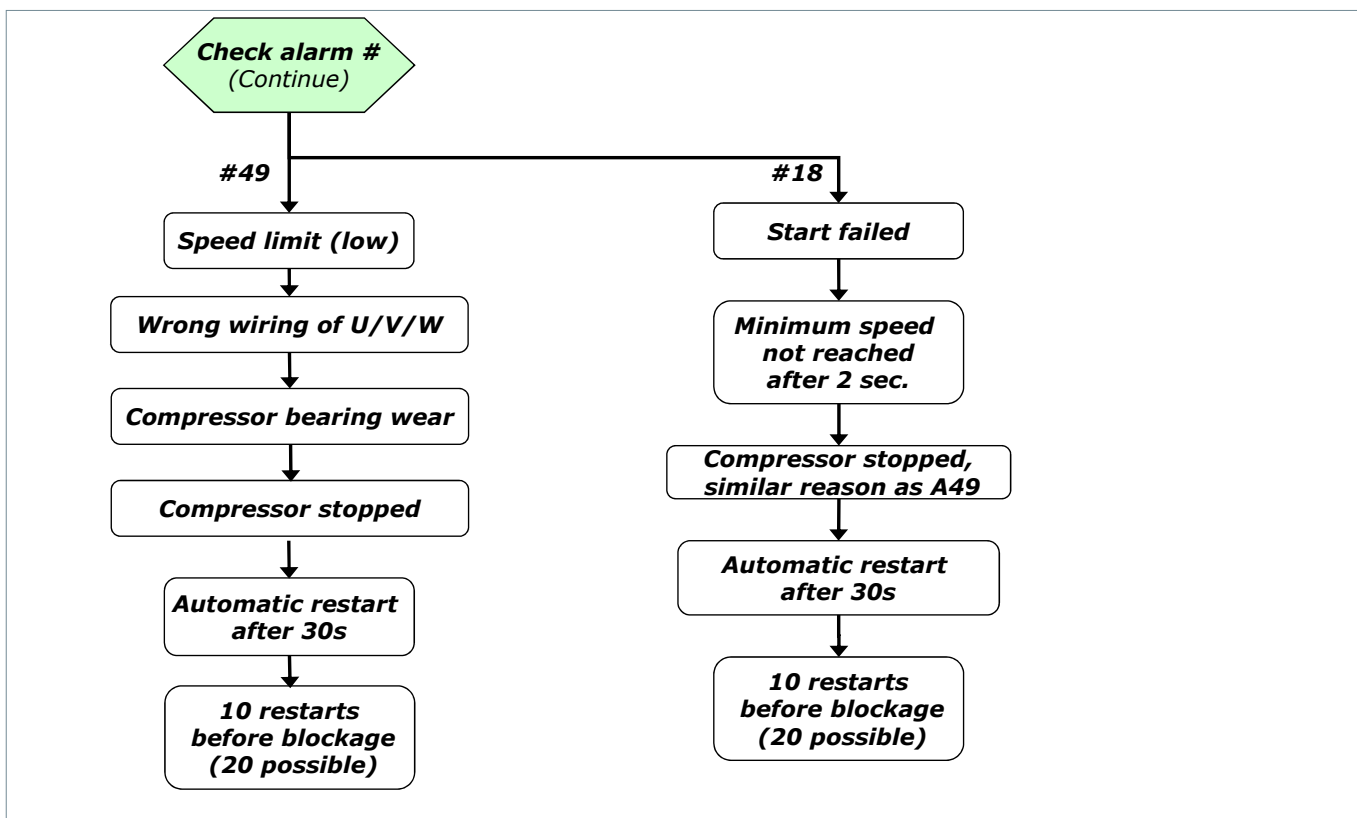 Check alarm #
(Continue)
#49
Speed limit (low)
Wrong wiring of U/V/W
Compressor bearing wear
Compressor stopped
Automatic restart
after 30s
10 restarts
before blockage
(20 possible)
#18
Start failed
Minimum speed
not reached
after 2 sec.
Compressor stopped,
similar reason as A49
Automatic restart
after 30s
10 restarts
before blockage
(20 possible)